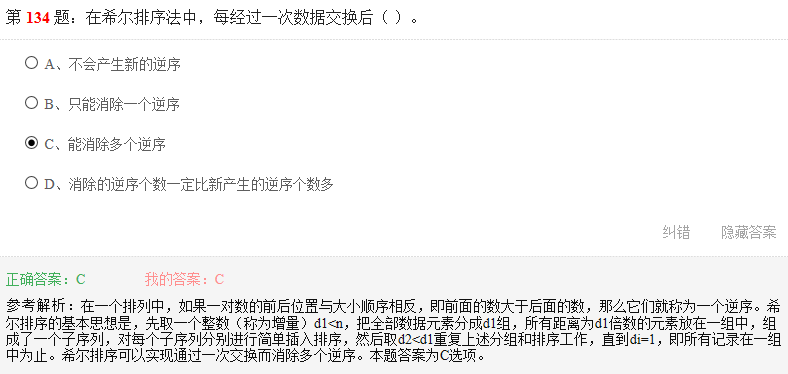 第 134 题：在希尔排序法中，每经过一次数据交换后（ ）。
A、不会产生新的逆序
B、只能消除一个逆序
C、能消除多个逆序
D、消除的逆序个数一定比新产生的逆序个数多
纠错 隐藏答案
正确答案：C 我的答案：C
参考解析：在一个排列中，如果一对数的前后位置与大小顺序相反，即前面的数大于后面的数，那么它们就称为一个逆序。希
尔排序的基本思想是，先取一个整数（称为增量）d1<n，把全部数据元素分成d1组，所有距离为d1倍数的元素放在一组中，组
成了一个子序列，对每个子序列分别进行简单插入排序，然后取d2<d1重复上述分组和排序工作，直到di=1，即所有记录在一组
中为止。希尔排序可以实现通过一次交换而消除多个逆序。本题答案为C选项。